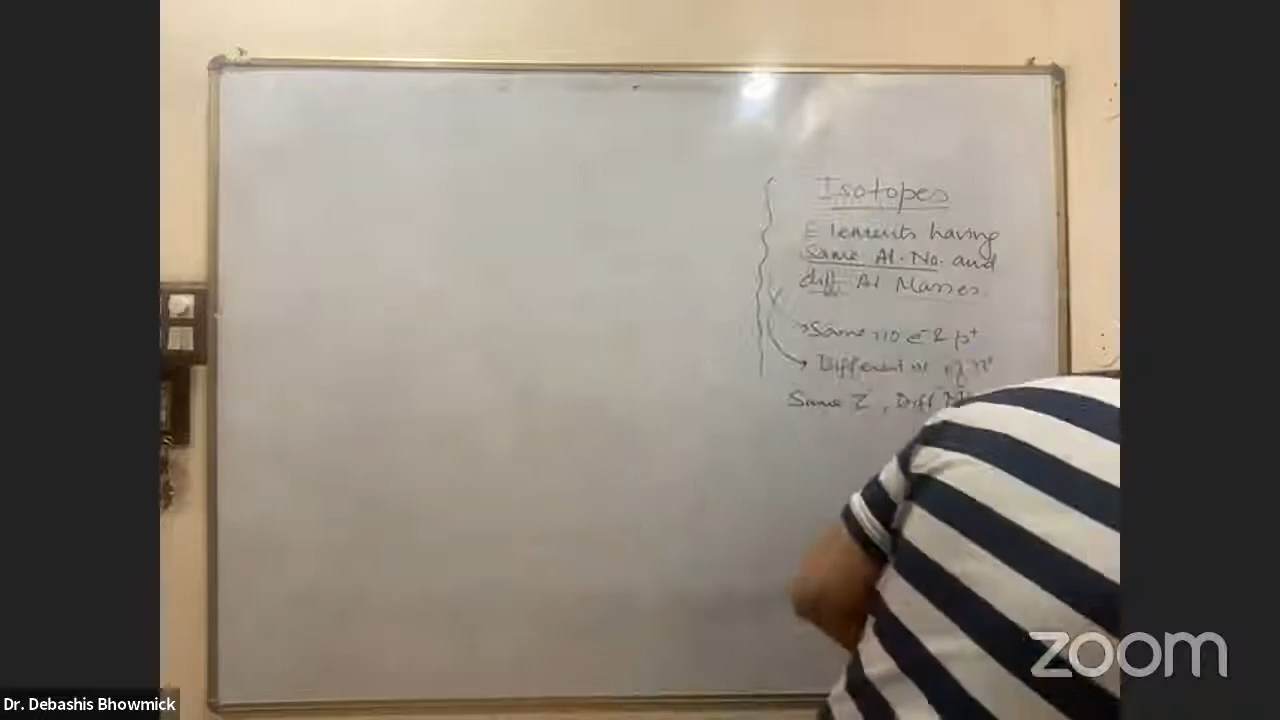 Isotopes
Elements having
Same At. No. and
diff At Masses.
Same no e- & p+
Different no of n°
Same Z, Diff
zoom
Dr. Debashis Bhowmick